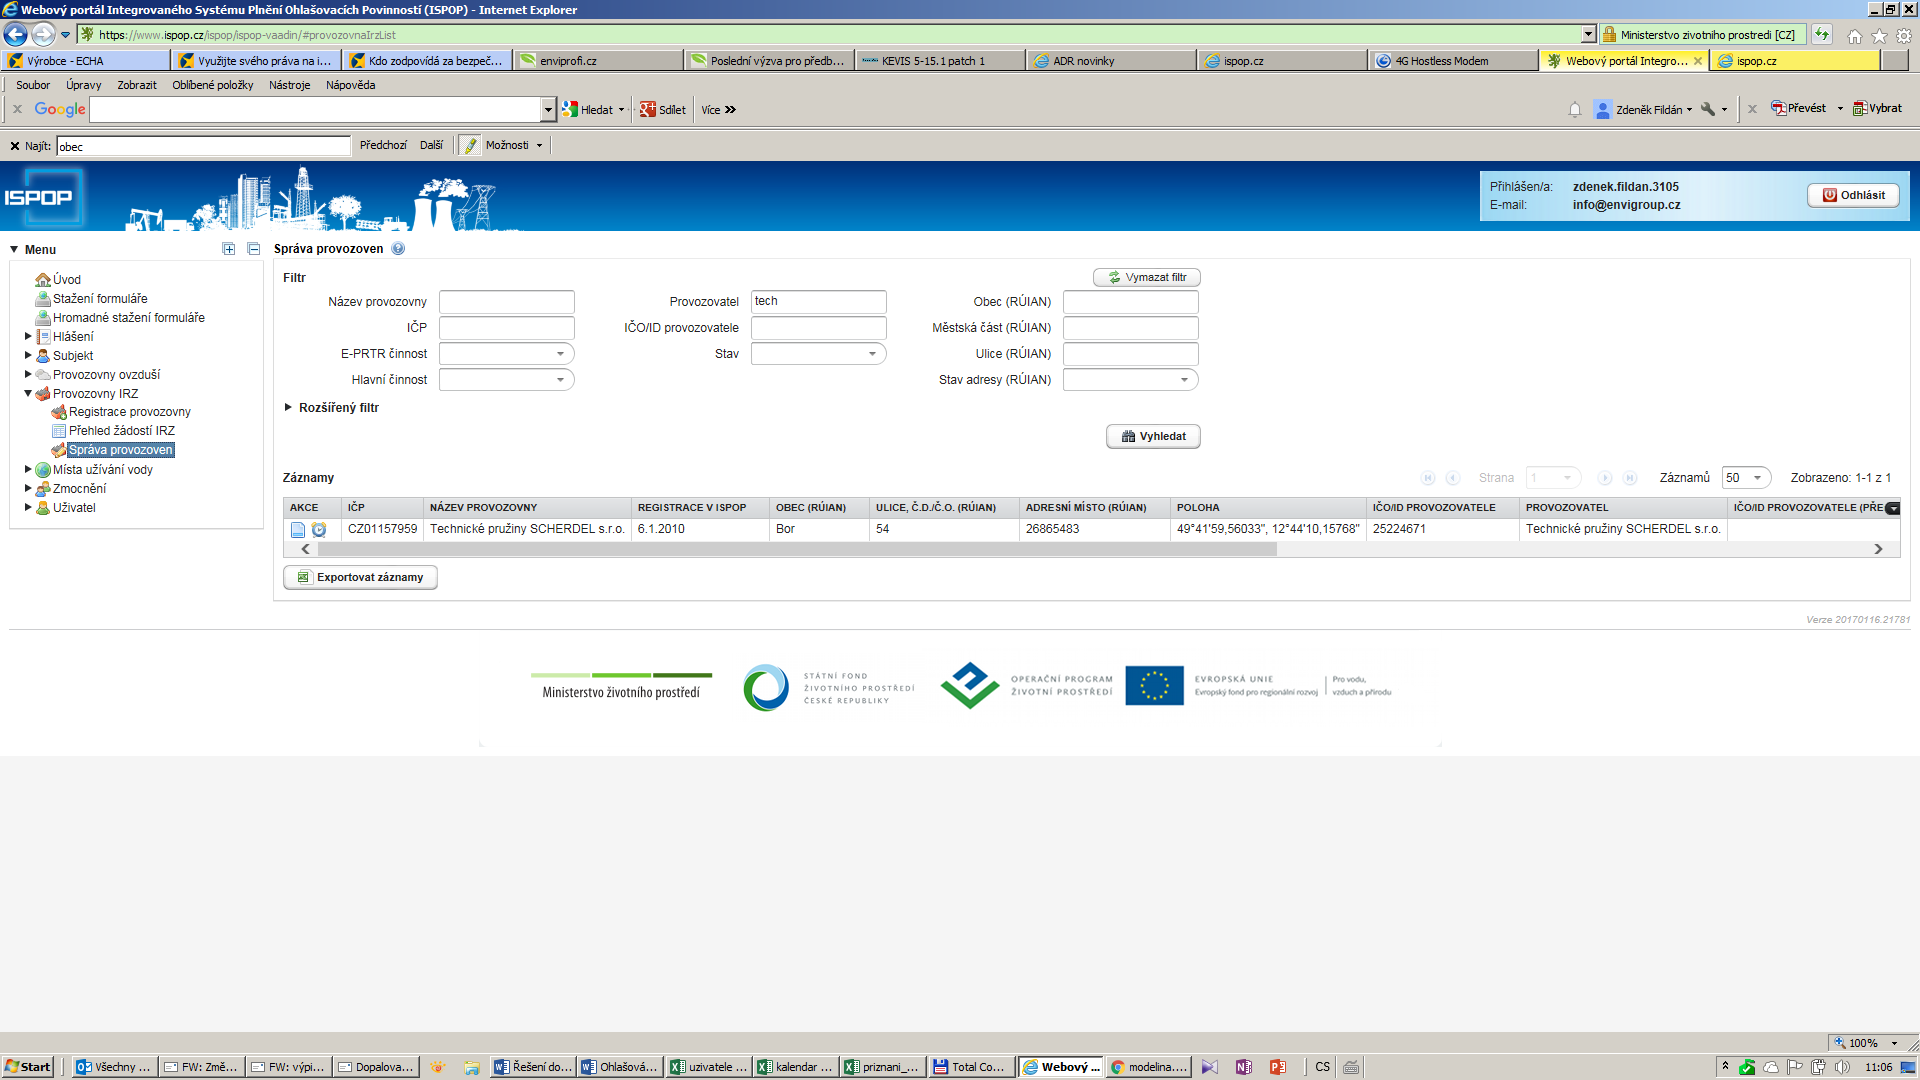 Webový portál Integrovaného Systému Plnění Ohlašovacích Povinností (ISPOP) - Internet Explorer
https://www.ispop.cz/ispop/ispop-vaadin/#provozovnaIrzList
Ministerstvo zivotniho prostredi [CZ]
Výrobce - ECHA
Využijte svého práva na i...
Kdo zodpovídá za bezpeč...
enviprofi.cz
Poslední výzva pro předb...
KEVIS 5-15.1 patch 1
ADR novinky
ispop.cz
4G Hostless Modem
Webový portál Integro...
ispop.cz
Soubor Úpravy Zobrazit Oblíbené položky Nástroje Nápověda
x Google Hledat Sdílet Více »
Zdeněk Fildán x Převést Vybrat
x Najít: obec Předchozí Další Možnosti
ISPOP
Přihlášen/a: zdenek.fildan.3105
E-mail: info@envigroup.cz
Odhlásit
Menu
Úvod
Stažení formuláře
Hromadné stažení formuláře
Hlášení
Subjekt
Provozovny ovzduší
Provozovny IRZ
Registrace provozovny
Přehled žádostí IRZ
Správa provozoven
Místa užívání vody
Zmocnění
Uživatel
Správa provozoven
Filtr Vymazat filtr
Název provozovny Provozovatel tech Obec (RÚIAN)
IČP IČO/ID provozovatele Městská část (RÚIAN)
E-PRTR činnost Stav Ulice (RÚIAN)
Hlavní činnost Stav adresy (RÚIAN)
Rozšířený filtr
Vyhledat
Záznamy Strana 1 Záznamů 50 Zobrazeno: 1-1 z 1
AKCE IČP NÁZEV PROVOZOVNY REGISTRACE V ISPOP OBEC (RÚIAN) ULICE, Č.D./Č.O. (RÚIAN) ADRESNÍ MÍSTO (RÚIAN) POLOHA IČO/ID PROVOZOVATELE PROVOZOVATEL IČO/ID PROVOZOVATELE (PŘE
CZ01157959 Technické pružiny SCHERDEL s.r.o. 6.1.2010 Bor 54 26865483 49°41'59,56033", 12°44'10,15768" 25224671 Technické pružiny SCHERDEL s.r.o.
Exportovat záznamy
Verze 20170116.21781
Ministerstvo životního prostředí
STÁTNÍ FOND
ŽIVOTNÍHO PROSTŘEDÍ
ČESKÉ REPUBLIKY
OPERAČNÍ PROGRAM
ŽIVOTNÍ PROSTŘEDÍ
EVROPSKÁ UNIE
Evropský fond pro regionální rozvoj
Pro vodu,
vzduch a přírodu
100%
Start
Všechny ...
FW: Změ...
FW: výpi...
Dopalova...
Řešení do...
Ohlašová...
uzivatele ...
kalendar ...
priznani_...
Total Co...
Webový ...
modelina....
CS
11:06